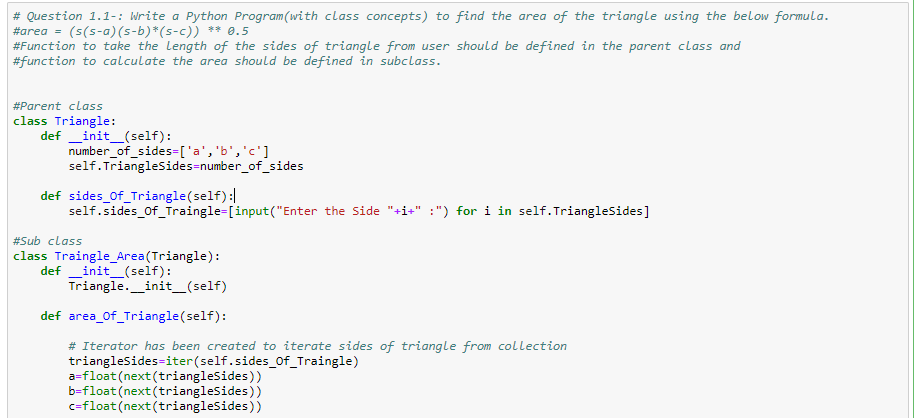 # Question 1.1-: Write a Python Program(with class concepts) to find the area of the triangle using the below formula.
#area = (s(s-a)(s-b)*(s-c)) ** 0.5
#Function to take the length of the sides of triangle from user should be defined in the parent class and
#function to calculate the area should be defined in subclass.
#Parent class
class Triangle:
    def __init__(self):
        number_of_sides=['a','b','c']
        self.TriangleSides=number_of_sides
    def sides_Of_Triangle(self):
        self.sides_Of_Traingle=[input("Enter the Side "+i+" :") for i in self.TriangleSides]
#Sub class
class Traingle_Area(Triangle):
    def __init__(self):
        Triangle.__init__(self)
    def area_Of_Triangle(self):
        # Iterator has been created to iterate sides of triangle from collection
        triangleSides=iter(self.sides_Of_Traingle)
        a=float(next(triangleSides))
        b=float(next(triangleSides))
        c=float(next(triangleSides))